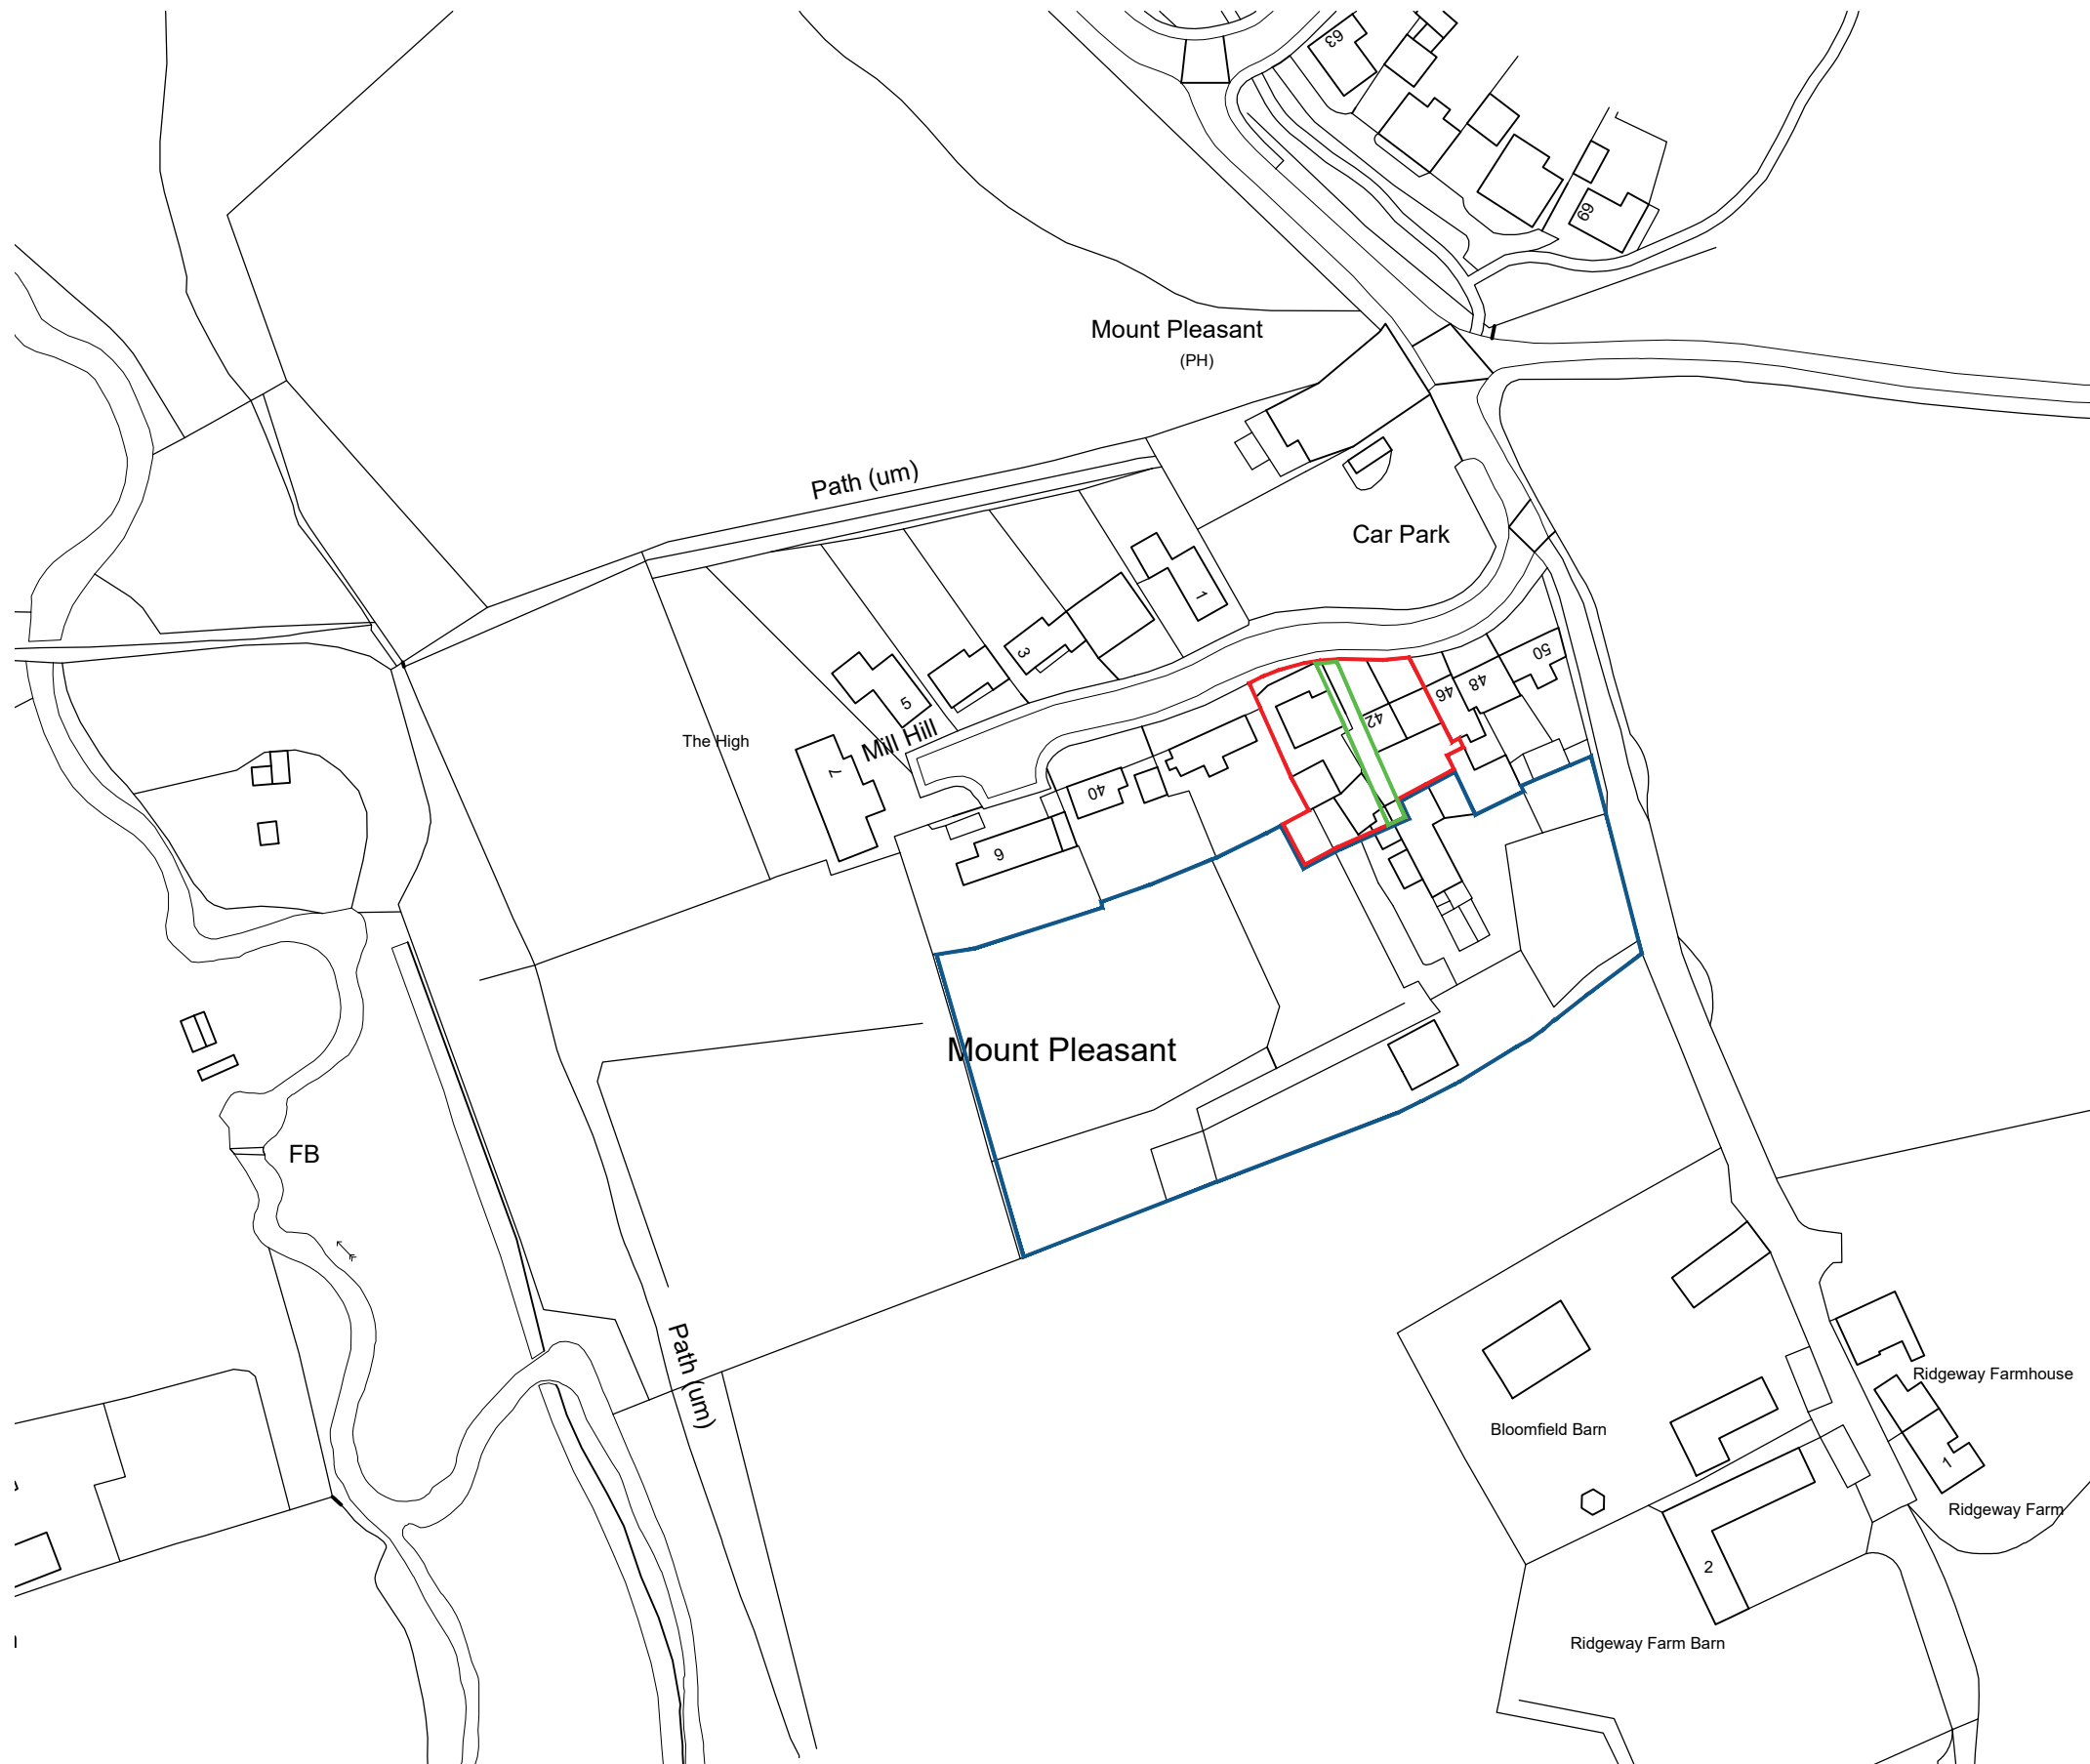 63
69
Mount Pleasant
(PH)
Path (um)
Car Park
1
3
5
50
48
46
42
Mill Hill
The High
7
40
6
Mount Pleasant
FB
Path (um)
Ridgeway Farmhouse
Bloomfield Barn
1
Ridgeway Farm
2
Ridgeway Farm Barn